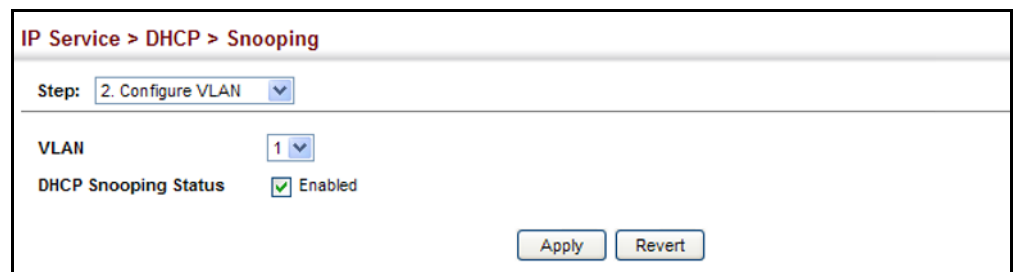 IP Service > DHCP > Snooping
Step: 2. Configure VLAN
VLAN 1
DHCP Snooping Status Enabled
Apply Revert